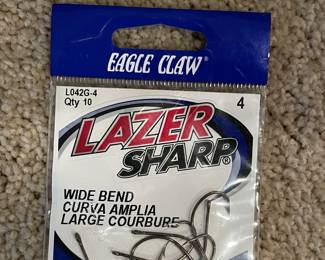 EAGLE CLAW®
L042G-4
Qty 10
4
LAZER
SHARP®
WIDE BEND
CURVA AMPLIA
LARGE COURBURE